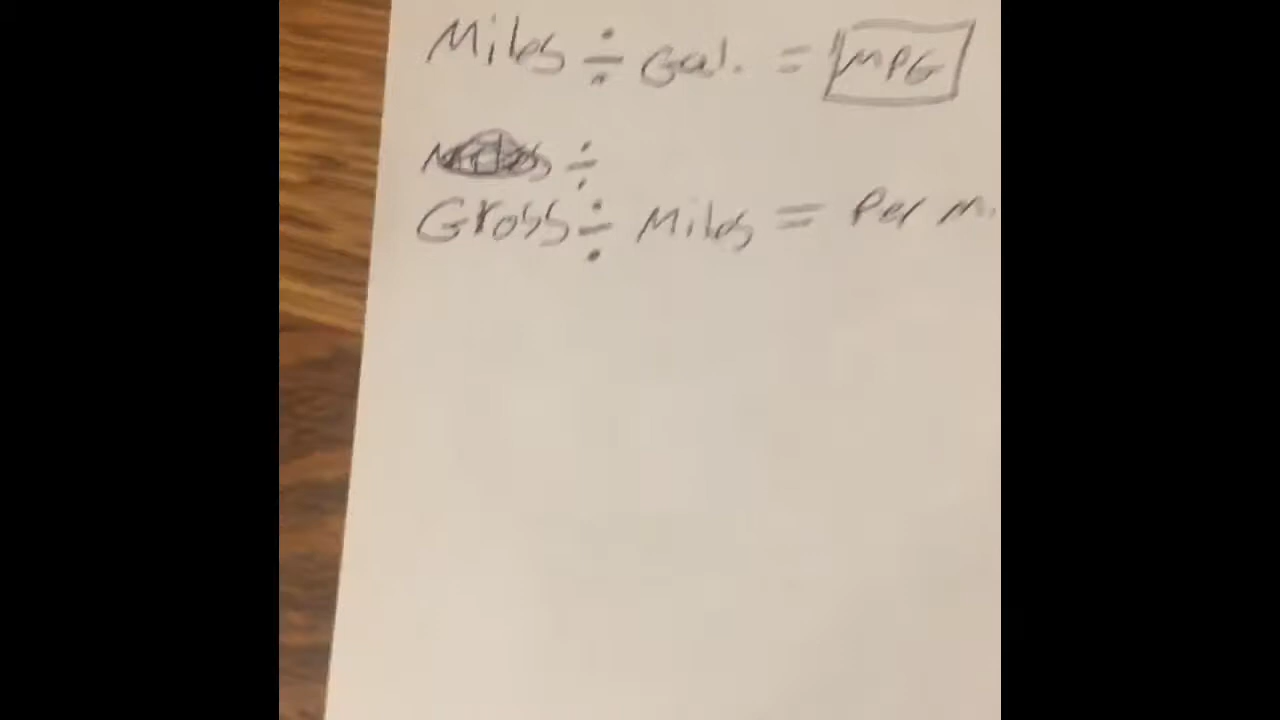 Miles ÷ Gal. = MPG
÷
Gross ÷ Miles = Per M.